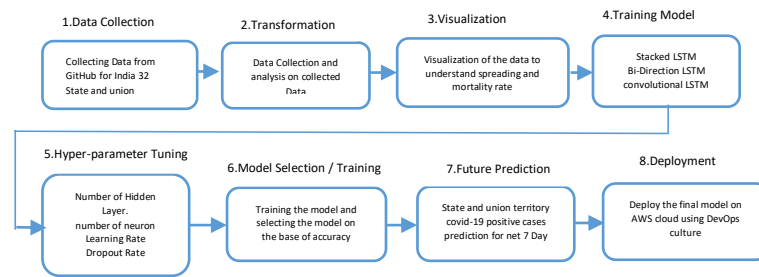 1.Data Collection
Collecting Data from
GitHub for India 32
State and union
2.Transformation
Data Collection and
analysis on collected
Data
3.Visualization
Visualization of the data to
understand spreading and
mortality rate
4.Training Model
Stacked LSTM
Bi-Direction LSTM
convolutional LSTM
5.Hyper-parameter Tuning
Number of Hidden
Layer.
number of neuron
Learning Rate
Dropout Rate
6.Model Selection / Training
Training the model and
selecting the model on
the base of accuracy
7.Future Prediction
State and union territory
covid-19 positive cases
prediction for net 7 Day
8.Deployment
Deploy the final model on
AWS cloud using DevOps
culture